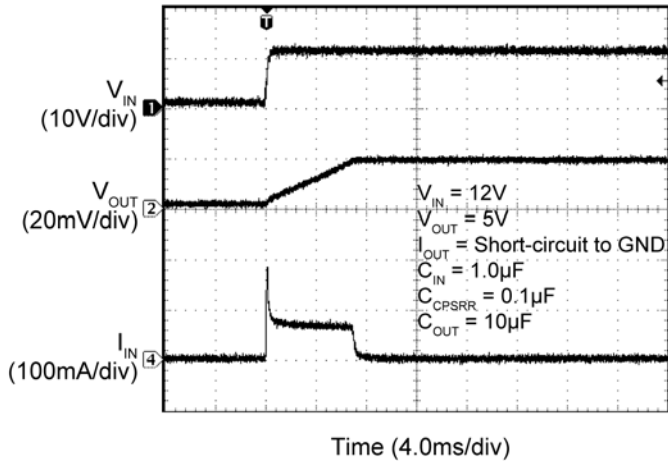 T
V_IN
(10V/div)
1
V_OUT
(20mV/div)
2
V_IN = 12V
V_OUT = 5V
I_OUT = Short-circuit to GND
C_IN = 1.0µF
C_CPSRR = 0.1µF
C_OUT = 10µF
I_IN
(100mA/div)
4
Time (4.0ms/div)